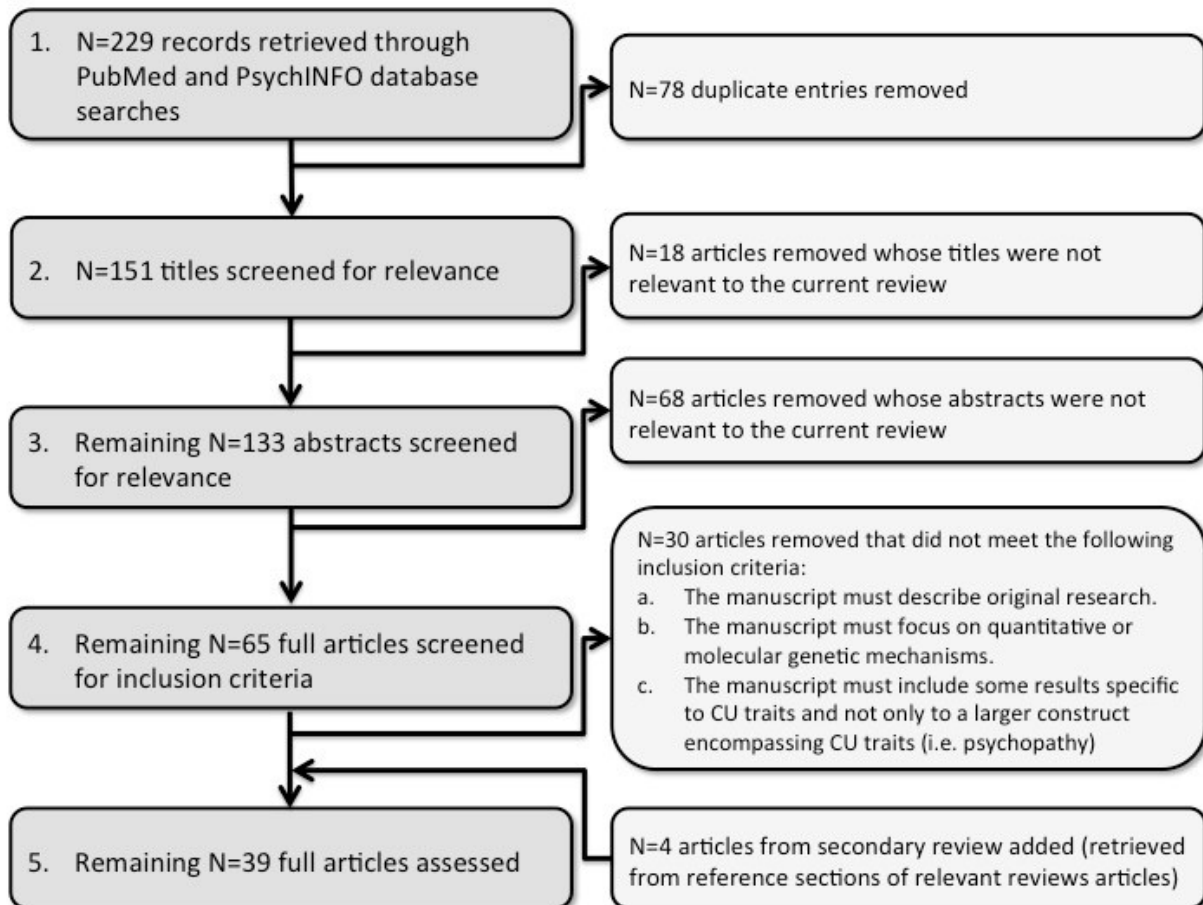 1. N=229 records retrieved through
PubMed and PsychINFO database
searches
N=78 duplicate entries removed
2. N=151 titles screened for relevance
N=18 articles removed whose titles were not
relevant to the current review
3. Remaining N=133 abstracts screened
for relevance
N=68 articles removed whose abstracts were not
relevant to the current review
4. Remaining N=65 full articles screened
for inclusion criteria
N=30 articles removed that did not meet the following
inclusion criteria:
a. The manuscript must describe original research.
b. The manuscript must focus on quantitative or
molecular genetic mechanisms.
c. The manuscript must include some results specific
to CU traits and not only to a larger construct
encompassing CU traits (i.e. psychopathy)
5. Remaining N=39 full articles assessed
N=4 articles from secondary review added (retrieved
from reference sections of relevant reviews articles)